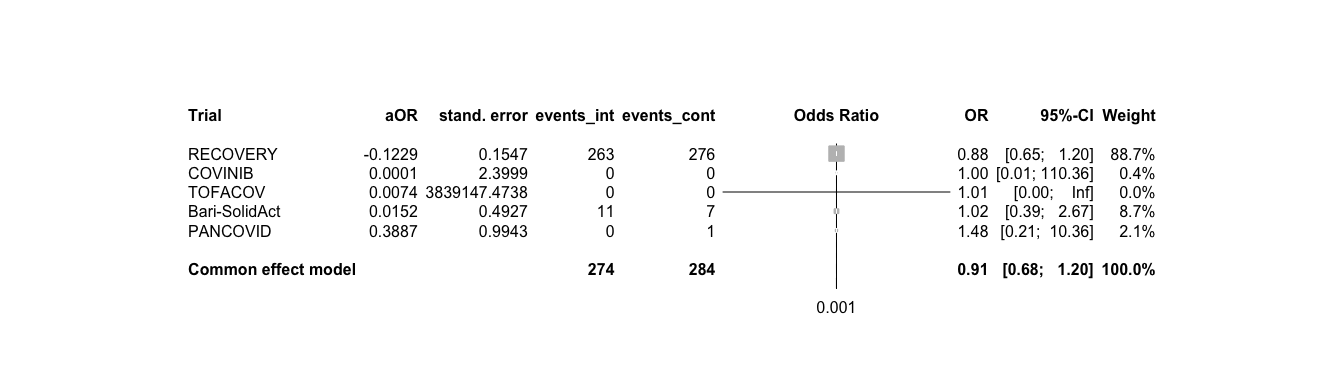 Trial aOR stand. error events_int events_cont Odds Ratio OR 95%-CI Weight
RECOVERY -0.1229 0.1547 263 276 0.88 [0.65; 1.20] 88.7%
COVINIB 0.0001 2.3999 0 0 1.00 [0.01; 110.36] 0.4%
TOFACOV 0.0074 3839147.4738 0 0 1.01 [0.00; Inf] 0.0%
Bari-SolidAct 0.0152 0.4927 11 7 1.02 [0.39; 2.67] 8.7%
PANCOVID 0.3887 0.9943 0 1 1.48 [0.21; 10.36] 2.1%
Common effect model 274 284 0.91 [0.68; 1.20] 100.0%
0.001